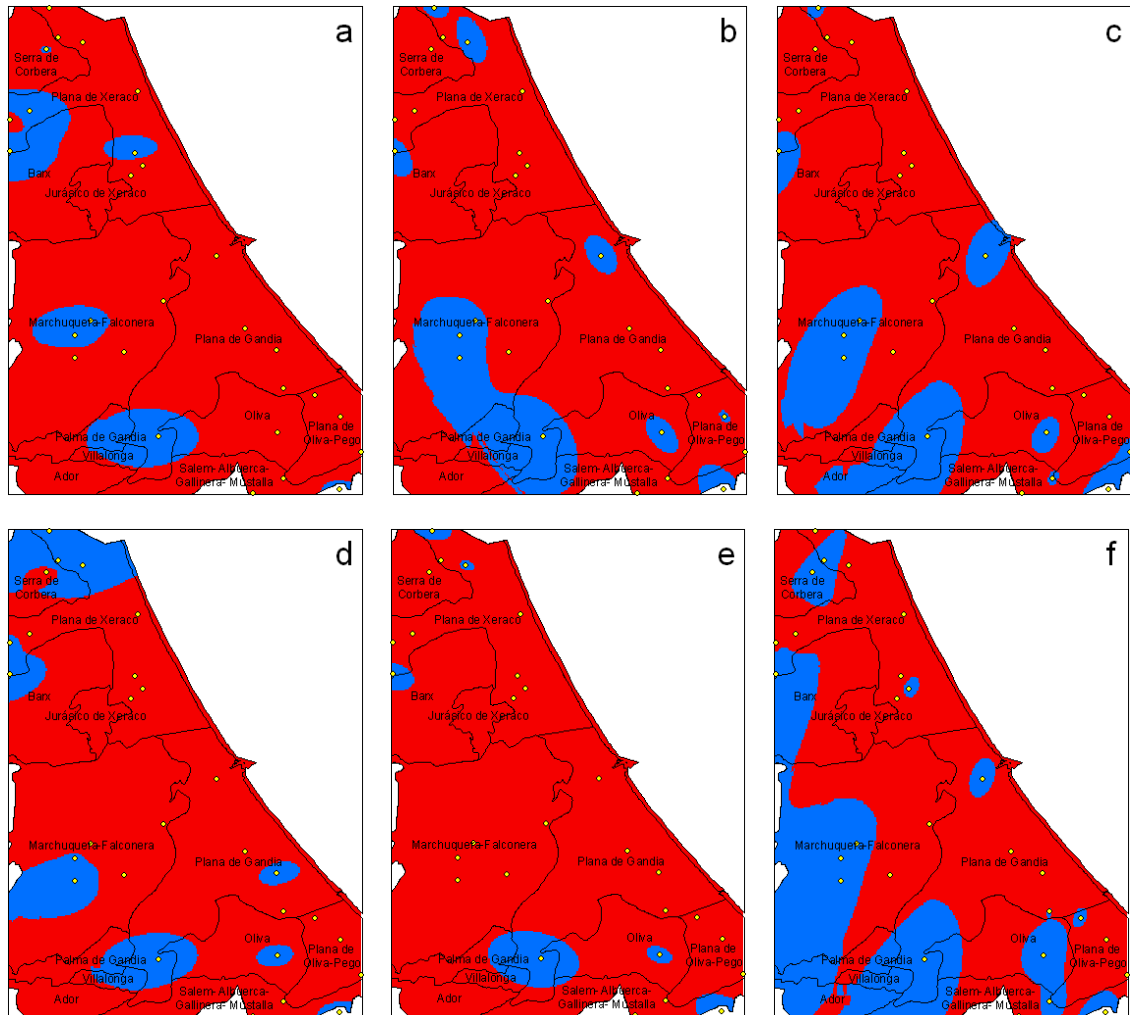 a
Serra de
Corbera
Plana de Xeraco
Barx
Jurásico de Xeraco
Marchuquera-Falconera
Plana de Gandía
Oliva
Plana de
Oliva-Pego
Palma de Gandia
Villalonga
Ador
Salem- Albuerca-
Gallinera- Mustalla
b
Serra de
Corbera
Plana de Xeraco
Barx
Jurásico de Xeraco
Marchuquera-Falconera
Plana de Gandía
Oliva
Plana de
Oliva-Pego
Palma de Gandia
Villalonga
Ador
Salem- Albuerca-
Gallinera- Mustalla
c
Serra de
Corbera
Plana de Xeraco
Barx
Jurásico de Xeraco
Marchuquera-Falconera
Plana de Gandía
Oliva
Plana de
Oliva-Pego
Palma de Gandia
Villalonga
Ador
Salem- Albuerca-
Gallinera- Mustalla
d
Serra de
Corbera
Plana de Xeraco
Barx
Jurásico de Xeraco
Marchuquera-Falconera
Plana de Gandía
Oliva
Plana de
Oliva-Pego
Palma de Gandia
Villalonga
Ador
Salem- Albuerca-
Gallinera- Mustalla
e
Serra de
Corbera
Plana de Xeraco
Barx
Jurásico de Xeraco
Marchuquera-Falconera
Plana de Gandía
Oliva
Plana de
Oliva-Pego
Palma de Gandia
Villalonga
Ador
Salem- Albuerca-
Gallinera- Mustalla
f
Serra de
Corbera
Plana de Xeraco
Barx
Jurásico de Xeraco
Marchuquera-Falconera
Plana de Gandía
Oliva
Plana de
Oliva-Pego
Palma de Gandia
Villalonga
Ador
Salem- Albuerca-
Gallinera- Mustalla